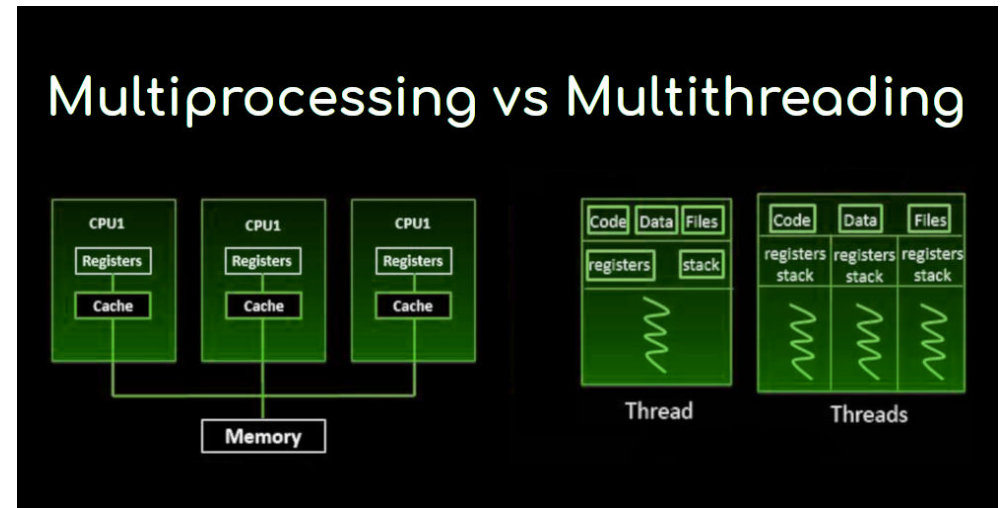 Multiprocessing vs Multithreading
CPU1
Registers
Cache
CPU1
Registers
Cache
CPU1
Registers
Cache
Memory
Code Data Files
registers stack
Thread
Code Data Files
registers registers registers
stack stack stack
Threads